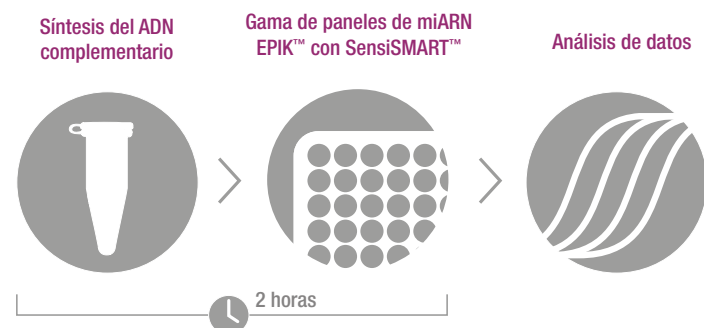 Síntesis del ADN
complementario
Gama de paneles de miARN
EPIK™ con SensiSMART™
Análisis de datos
2 horas